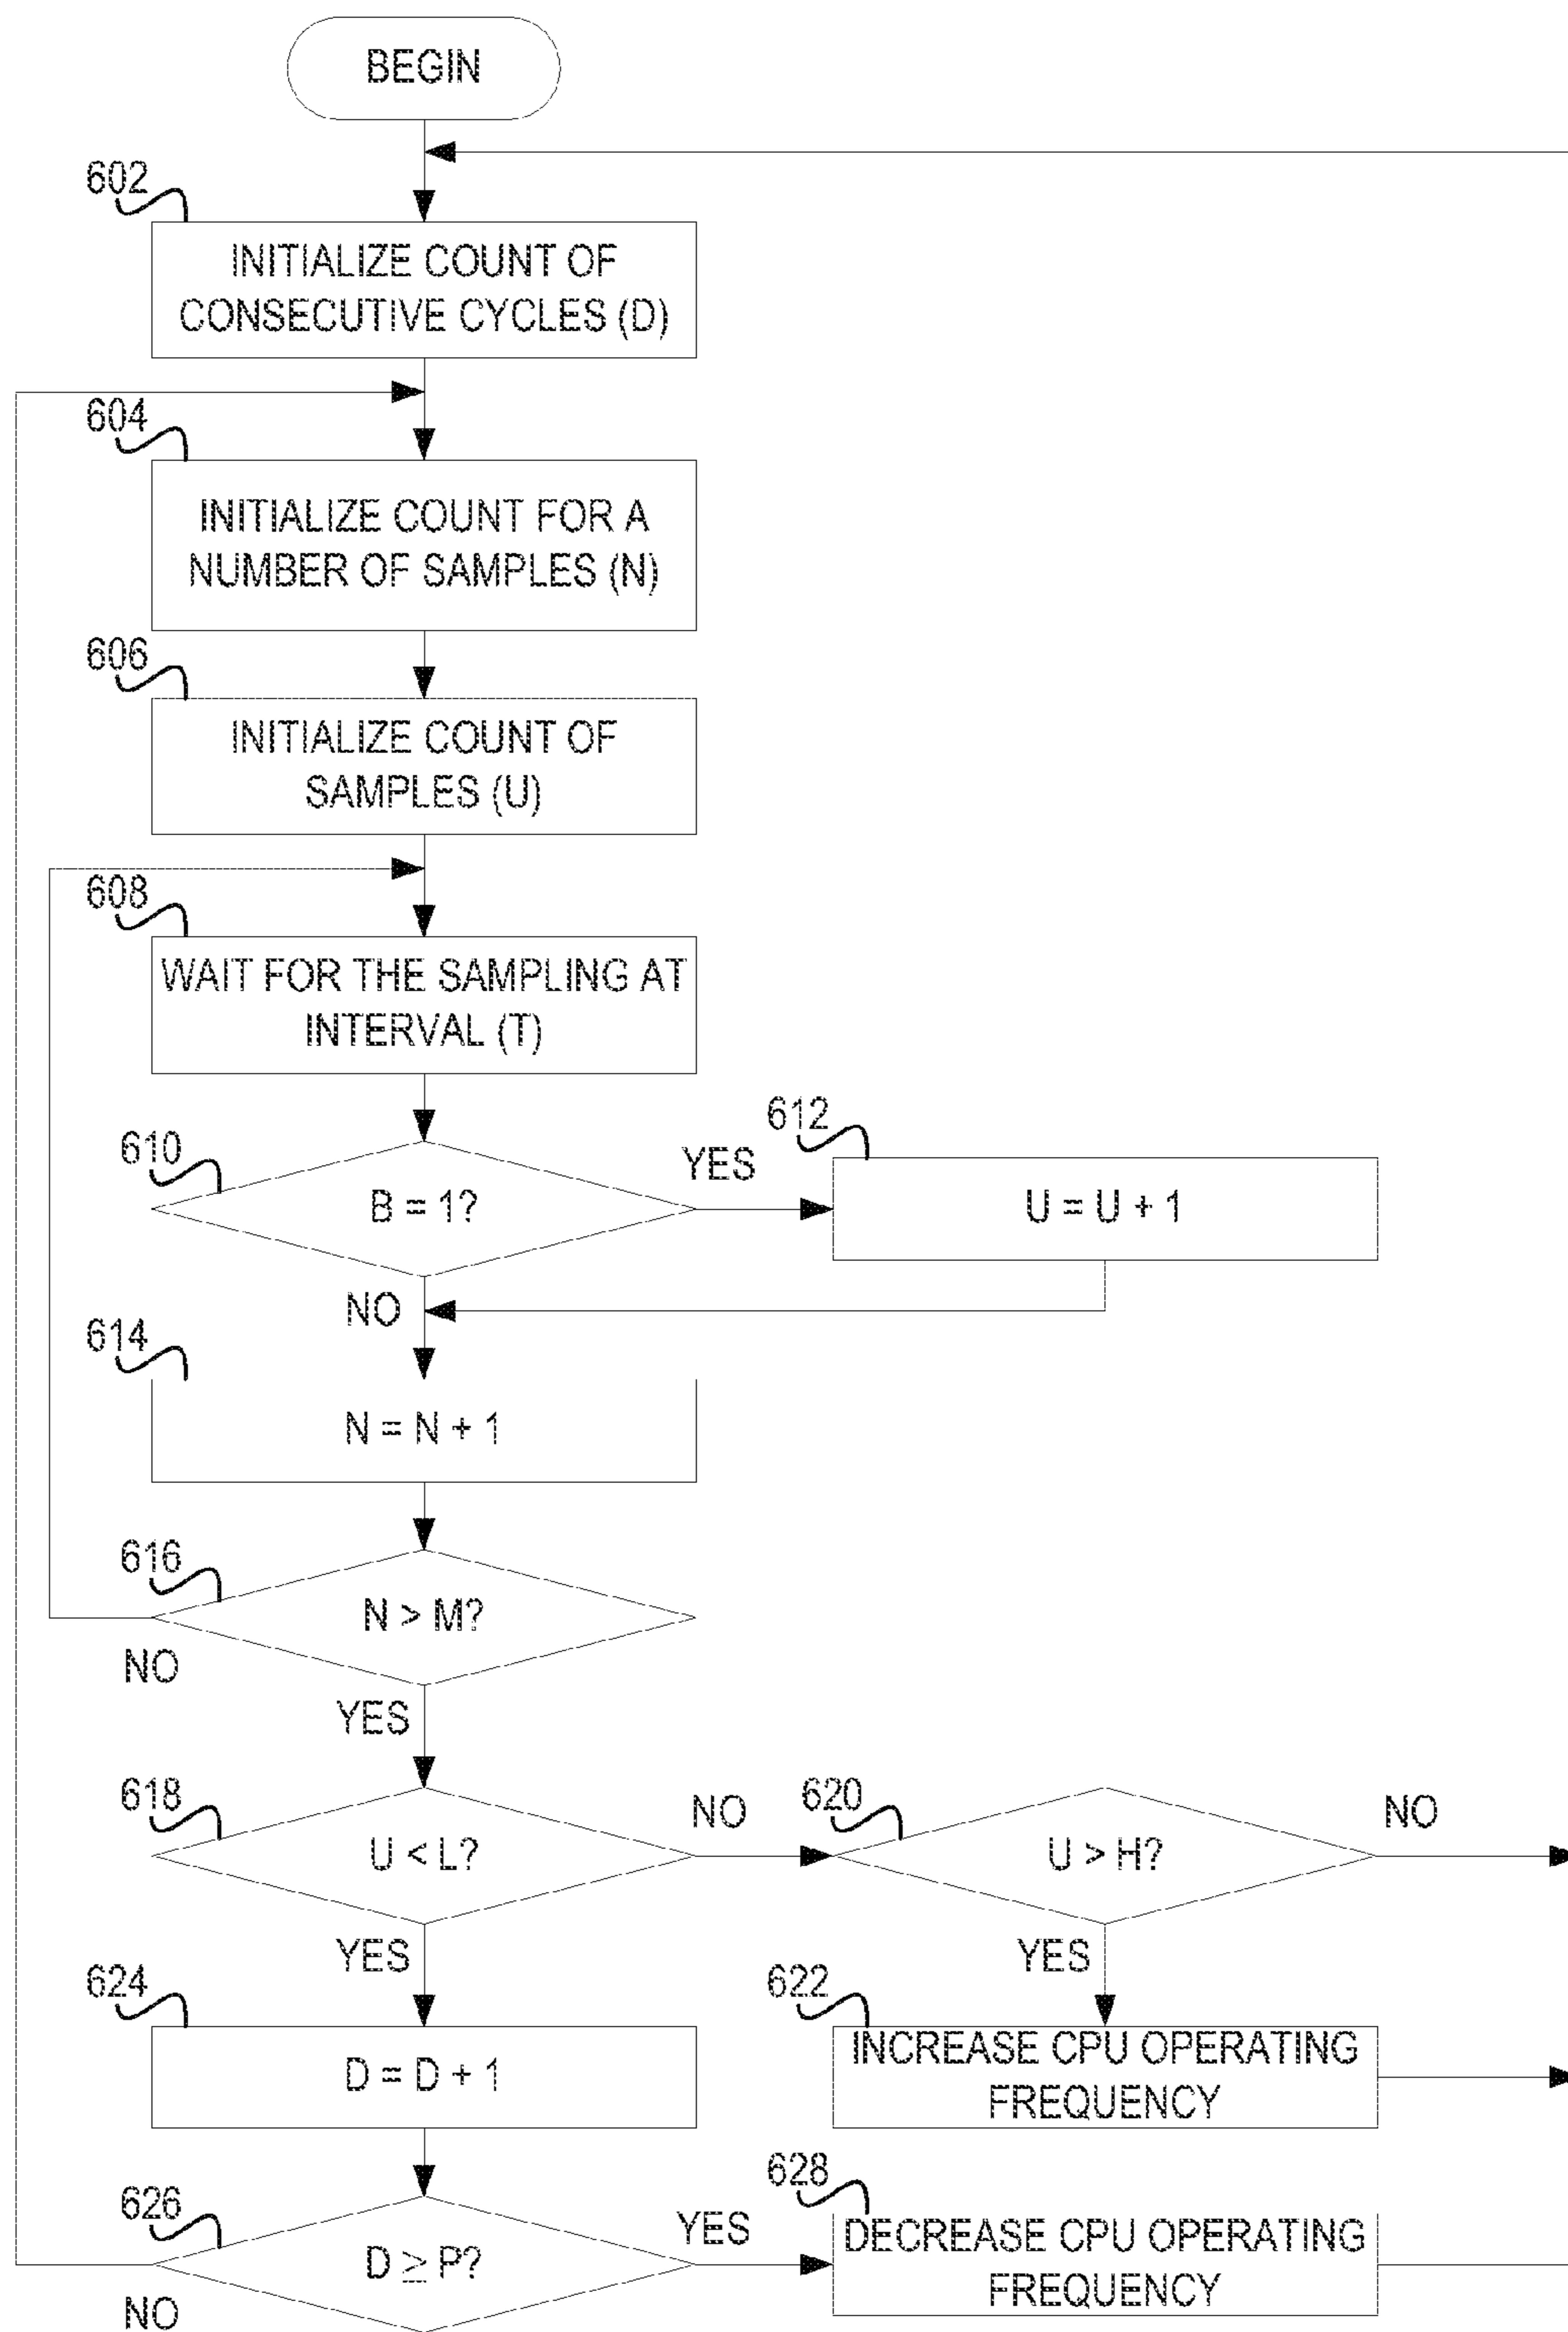 BEGIN
602
INITIALIZE COUNT OF
CONSECUTIVE CYCLES (D)
604
INITIALIZE COUNT FOR A
NUMBER OF SAMPLES (N)
606
INITIALIZE COUNT OF
SAMPLES (U)
608
WAIT FOR THE SAMPLING AT
INTERVAL (T)
610
B = 1?
YES
612
U = U + 1
NO
614
N = N + 1
616
N > M?
NO
YES
618
U < L?
NO
620
U > H?
NO
YES
YES
624
D = D + 1
622
INCREASE CPU OPERATING
FREQUENCY
626
D ≥ P?
YES
NO
628
DECREASE CPU OPERATING
FREQUENCY